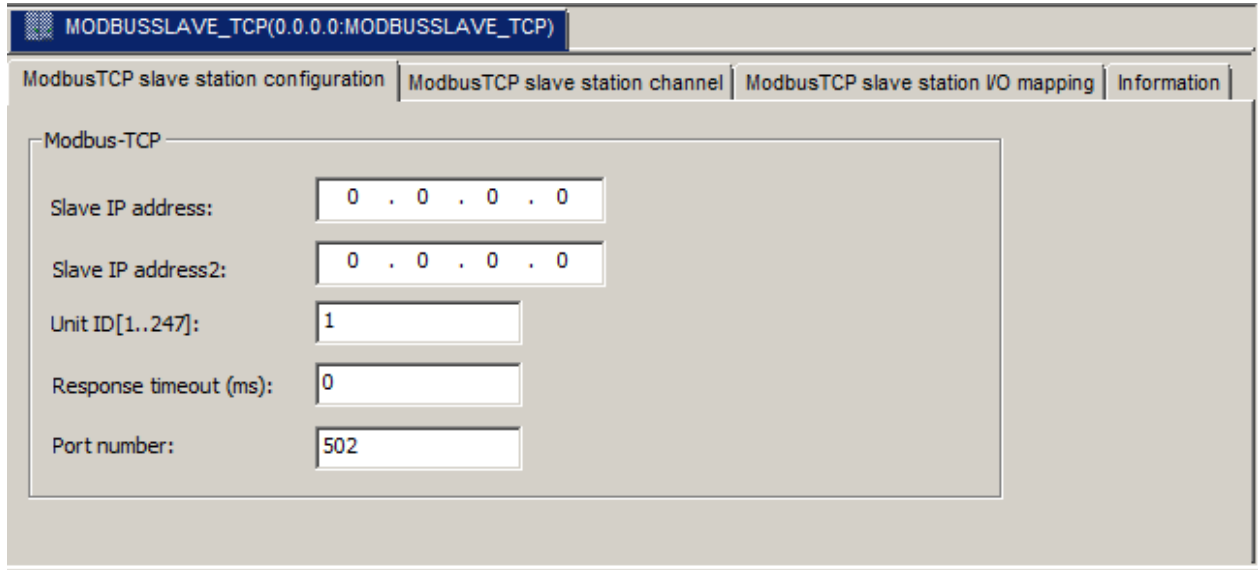 MODBUSSLAVE_TCP(0.0.0.0:MODBUSSLAVE_TCP)
ModbusTCP slave station configuration ModbusTCP slave station channel ModbusTCP slave station I/O mapping Information
Modbus-TCP
Slave IP address: 0 . 0 . 0 . 0
Slave IP address2: 0 . 0 . 0 . 0
Unit ID[1..247]: 1
Response timeout (ms): 0
Port number: 502